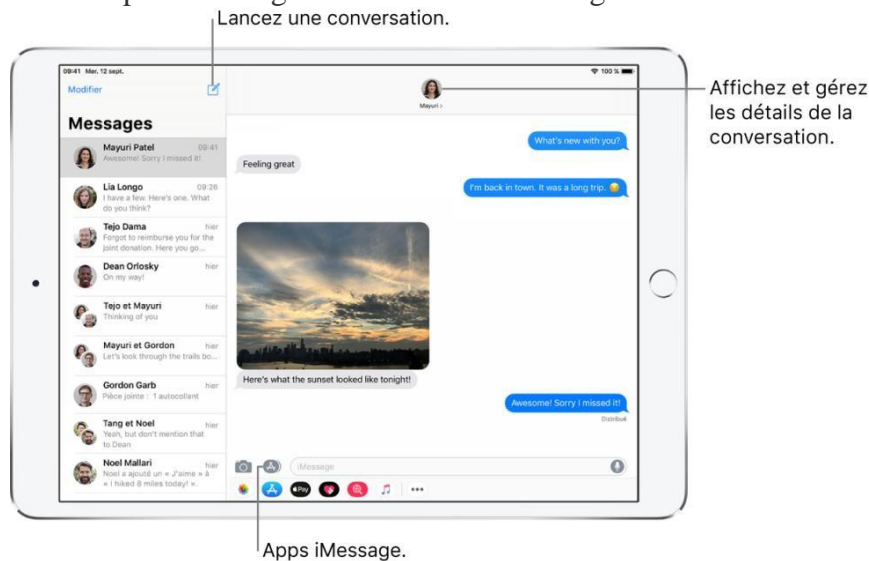 Lancez une conversation.
09:41 Mer. 12 sept.
100 %
Modifier
Messages
Mayuri Patel 09:41
Awesome! Sorry I missed it!
Lia Longo 09:26
I have a few. Here's one. What
do you think?
Tejo Dama hier
Forgot to reimburse you for the
joint donation. Here you go...
Dean Orlosky hier
On my way!
Tejo et Mayuri hier
Thinking of you
Mayuri et Gordon hier
Let's look through the trails bo...
Gordon Garb hier
Pièce jointe : 1 autocollant
Tang et Noel hier
Yeah, but don't mention that
to Dean
Noel Mallari hier
Noel a ajouté un « J'aime » à
« I hiked 8 miles today! ».
Mayuri >
What's new with you?
Feeling great
I'm back in town. It was a long trip. 😔
Here's what the sunset looked like tonight!
Awesome! Sorry I missed it!
Distribué
iMessage
Pay
Affichez et gérez
les détails de la
conversation.
Apps iMessage.